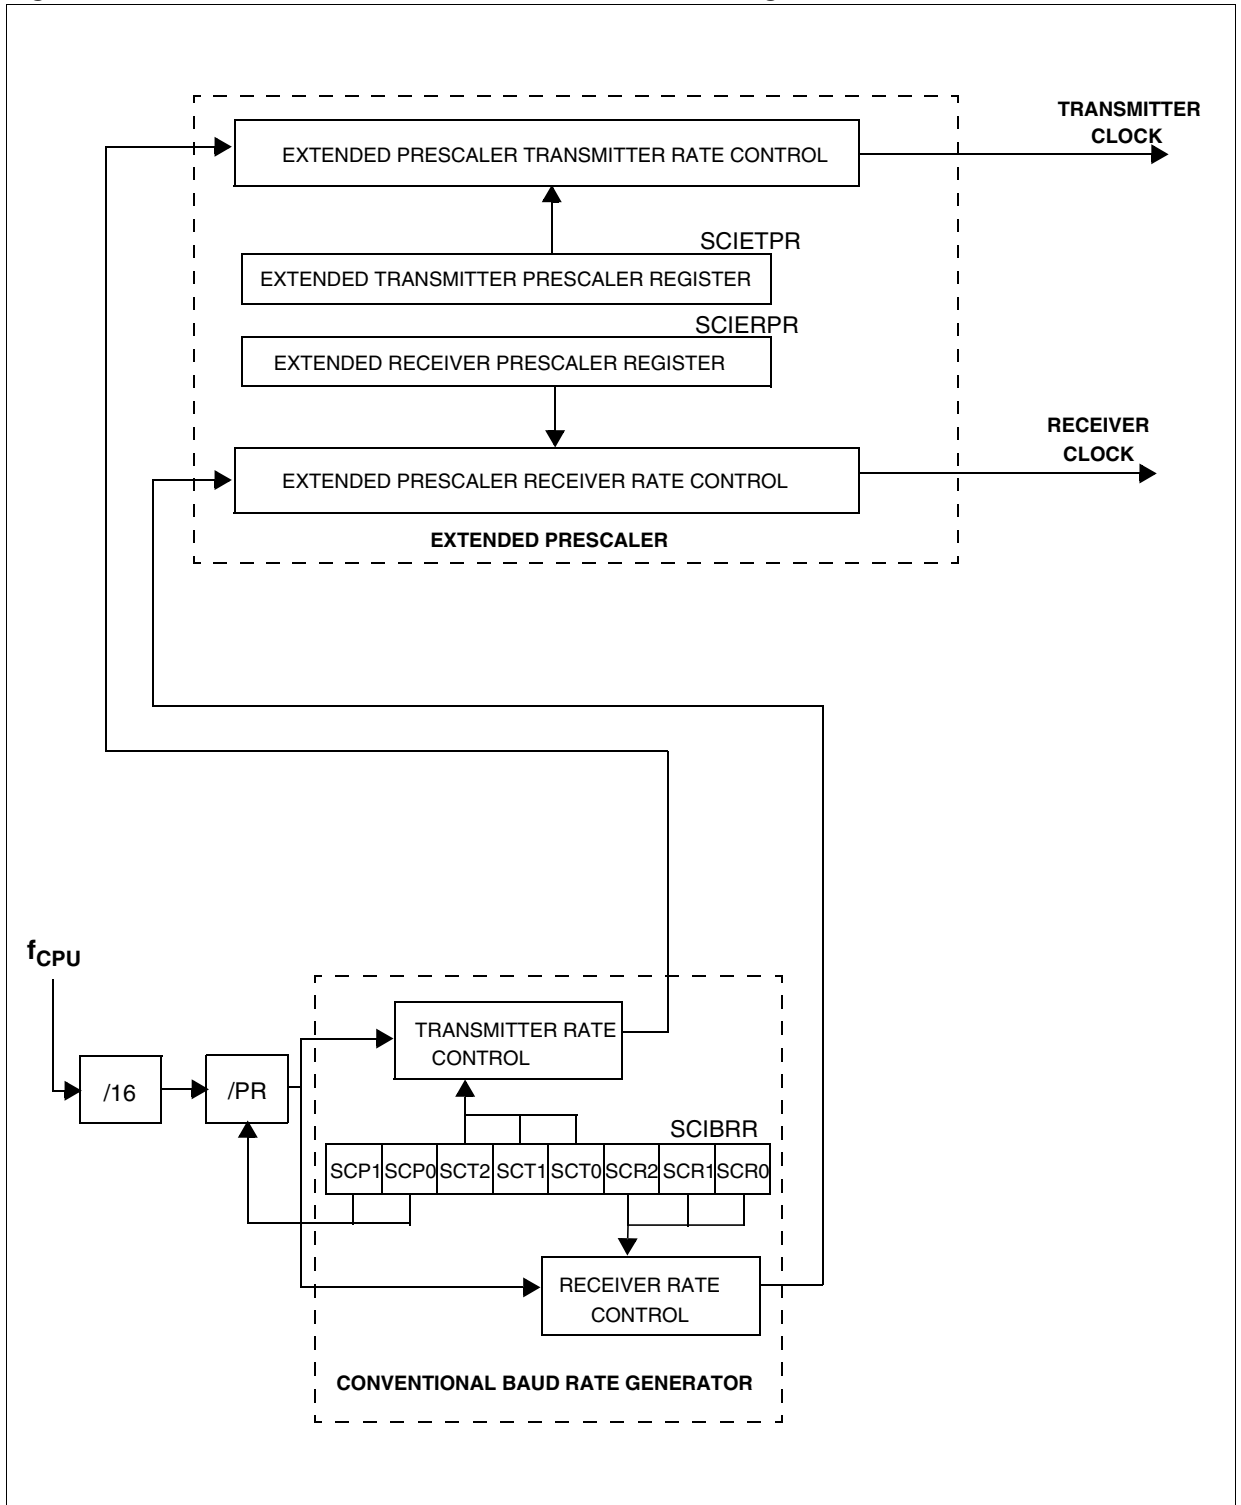 TRANSMITTER
CLOCK
EXTENDED PRESCALER TRANSMITTER RATE CONTROL
SCIETPR
EXTENDED TRANSMITTER PRESCALER REGISTER
SCIERPR
EXTENDED RECEIVER PRESCALER REGISTER
RECEIVER
CLOCK
EXTENDED PRESCALER RECEIVER RATE CONTROL
EXTENDED PRESCALER
fCPU
TRANSMITTER RATE
CONTROL
/16
/PR
SCIBRR
SCP1 SCP0 SCT2 SCT1 SCT0 SCR2 SCR1 SCR0
RECEIVER RATE
CONTROL
CONVENTIONAL BAUD RATE GENERATOR